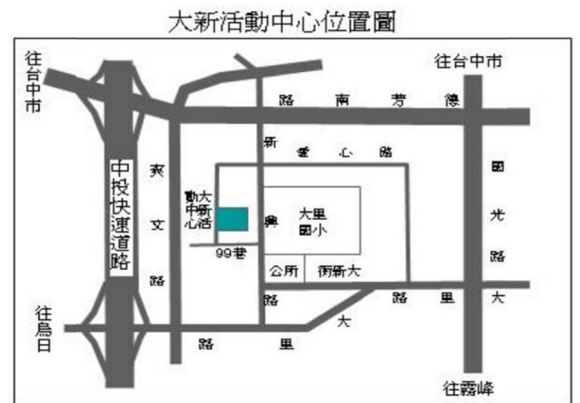 大新活動中心位置圖
往台中市
往台中市
德芳南路
愛心路
新興路
國光路
爽文路
中投快速道路
大新活動中心
大里國小
99巷
公所
大新街
大里路
大里路
往烏日
往霧峰